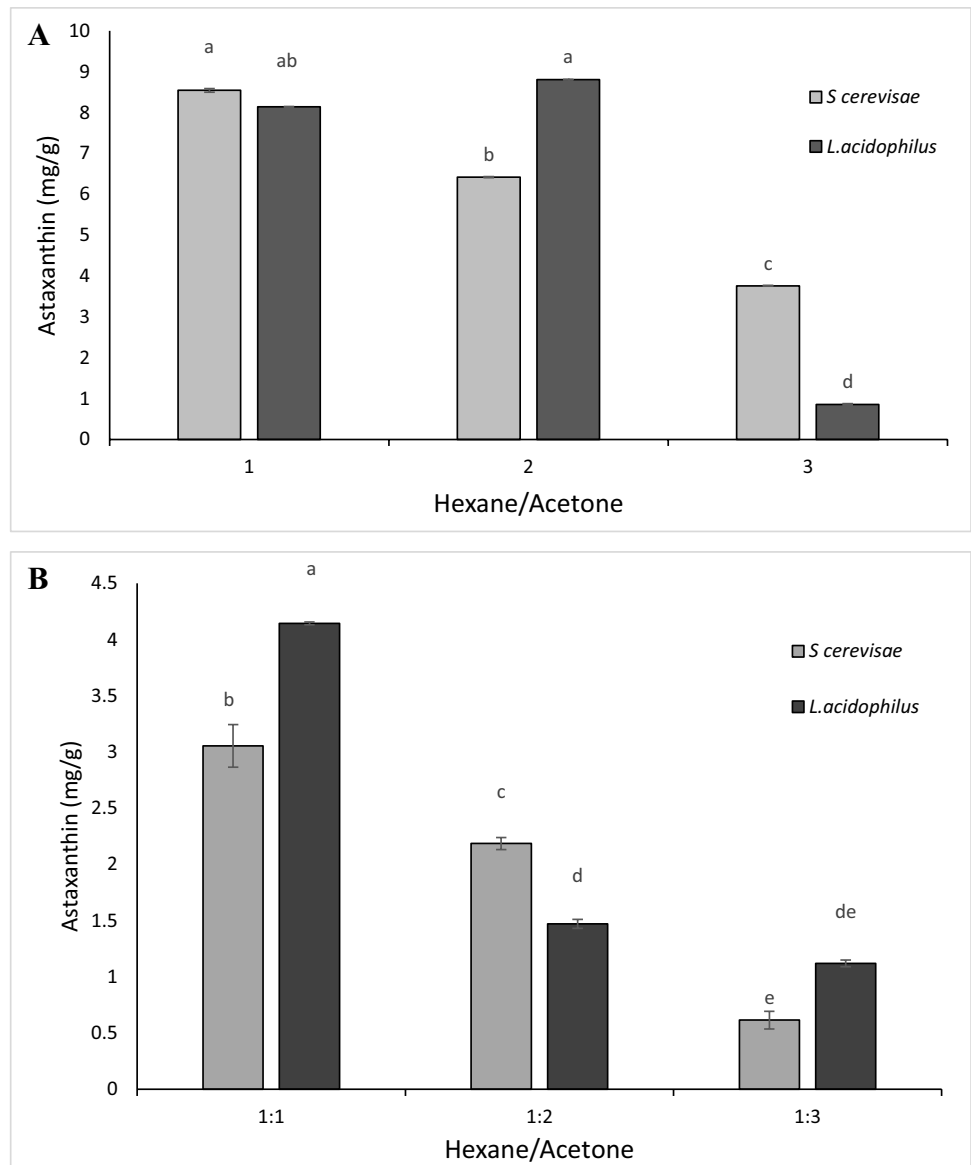 A
10
9
8
7
6
5
4
3
2
1
0
Astaxanthin (mg/g)
a
ab
b
a
c
d
S cerevisae
L.acidophilus
1
2
3
Hexane/Acetone
B
4.5
4
3.5
3
2.5
2
1.5
1
0.5
0
Astaxanthin (mg/g)
b
a
c
d
e
de
S cerevisae
L.acidophilus
1:1
1:2
1:3
Hexane/Acetone